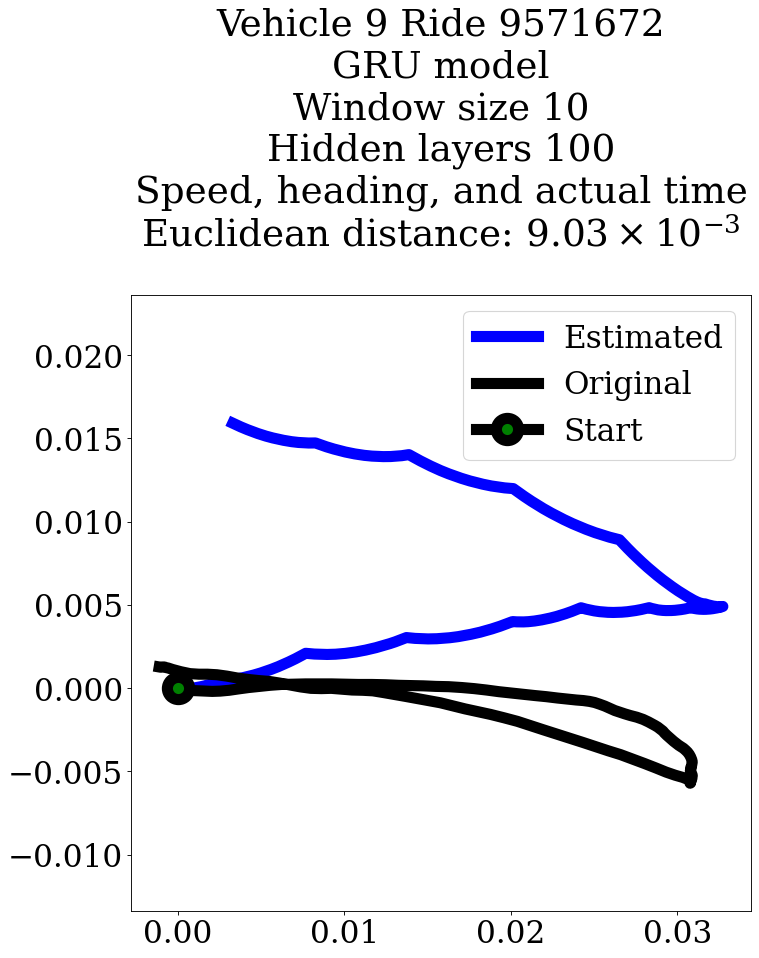 Vehicle 9 Ride 9571672
GRU model
Window size 10
Hidden layers 100
Speed, heading, and actual time
Euclidean distance: 9.03 × 10⁻³
Estimated
Original
Start
0.020
0.015
0.010
0.005
0.000
−0.005
−0.010
0.00 0.01 0.02 0.03